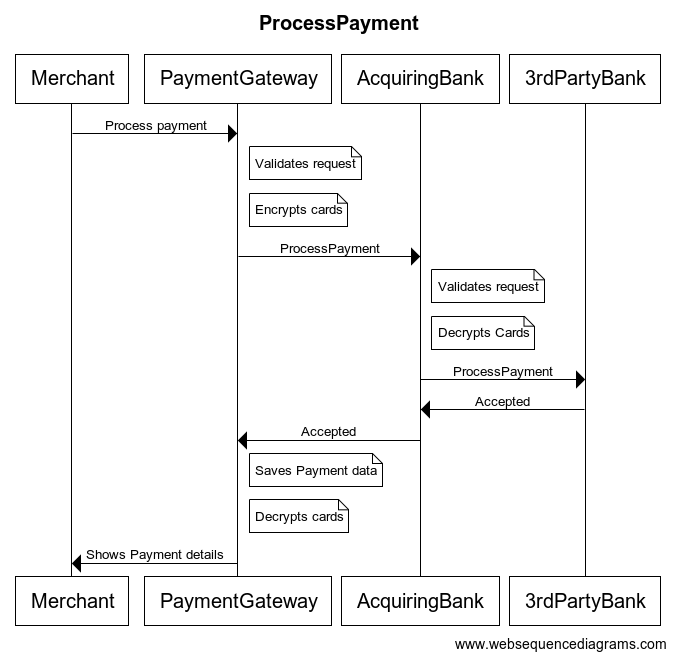 ProcessPayment
Merchant PaymentGateway AcquiringBank 3rdPartyBank
Process payment
Validates request
Encrypts cards
ProcessPayment
Validates request
Decrypts Cards
ProcessPayment
Accepted
Accepted
Saves Payment data
Decrypts cards
Shows Payment details
Merchant PaymentGateway AcquiringBank 3rdPartyBank
www.websequencediagrams.com